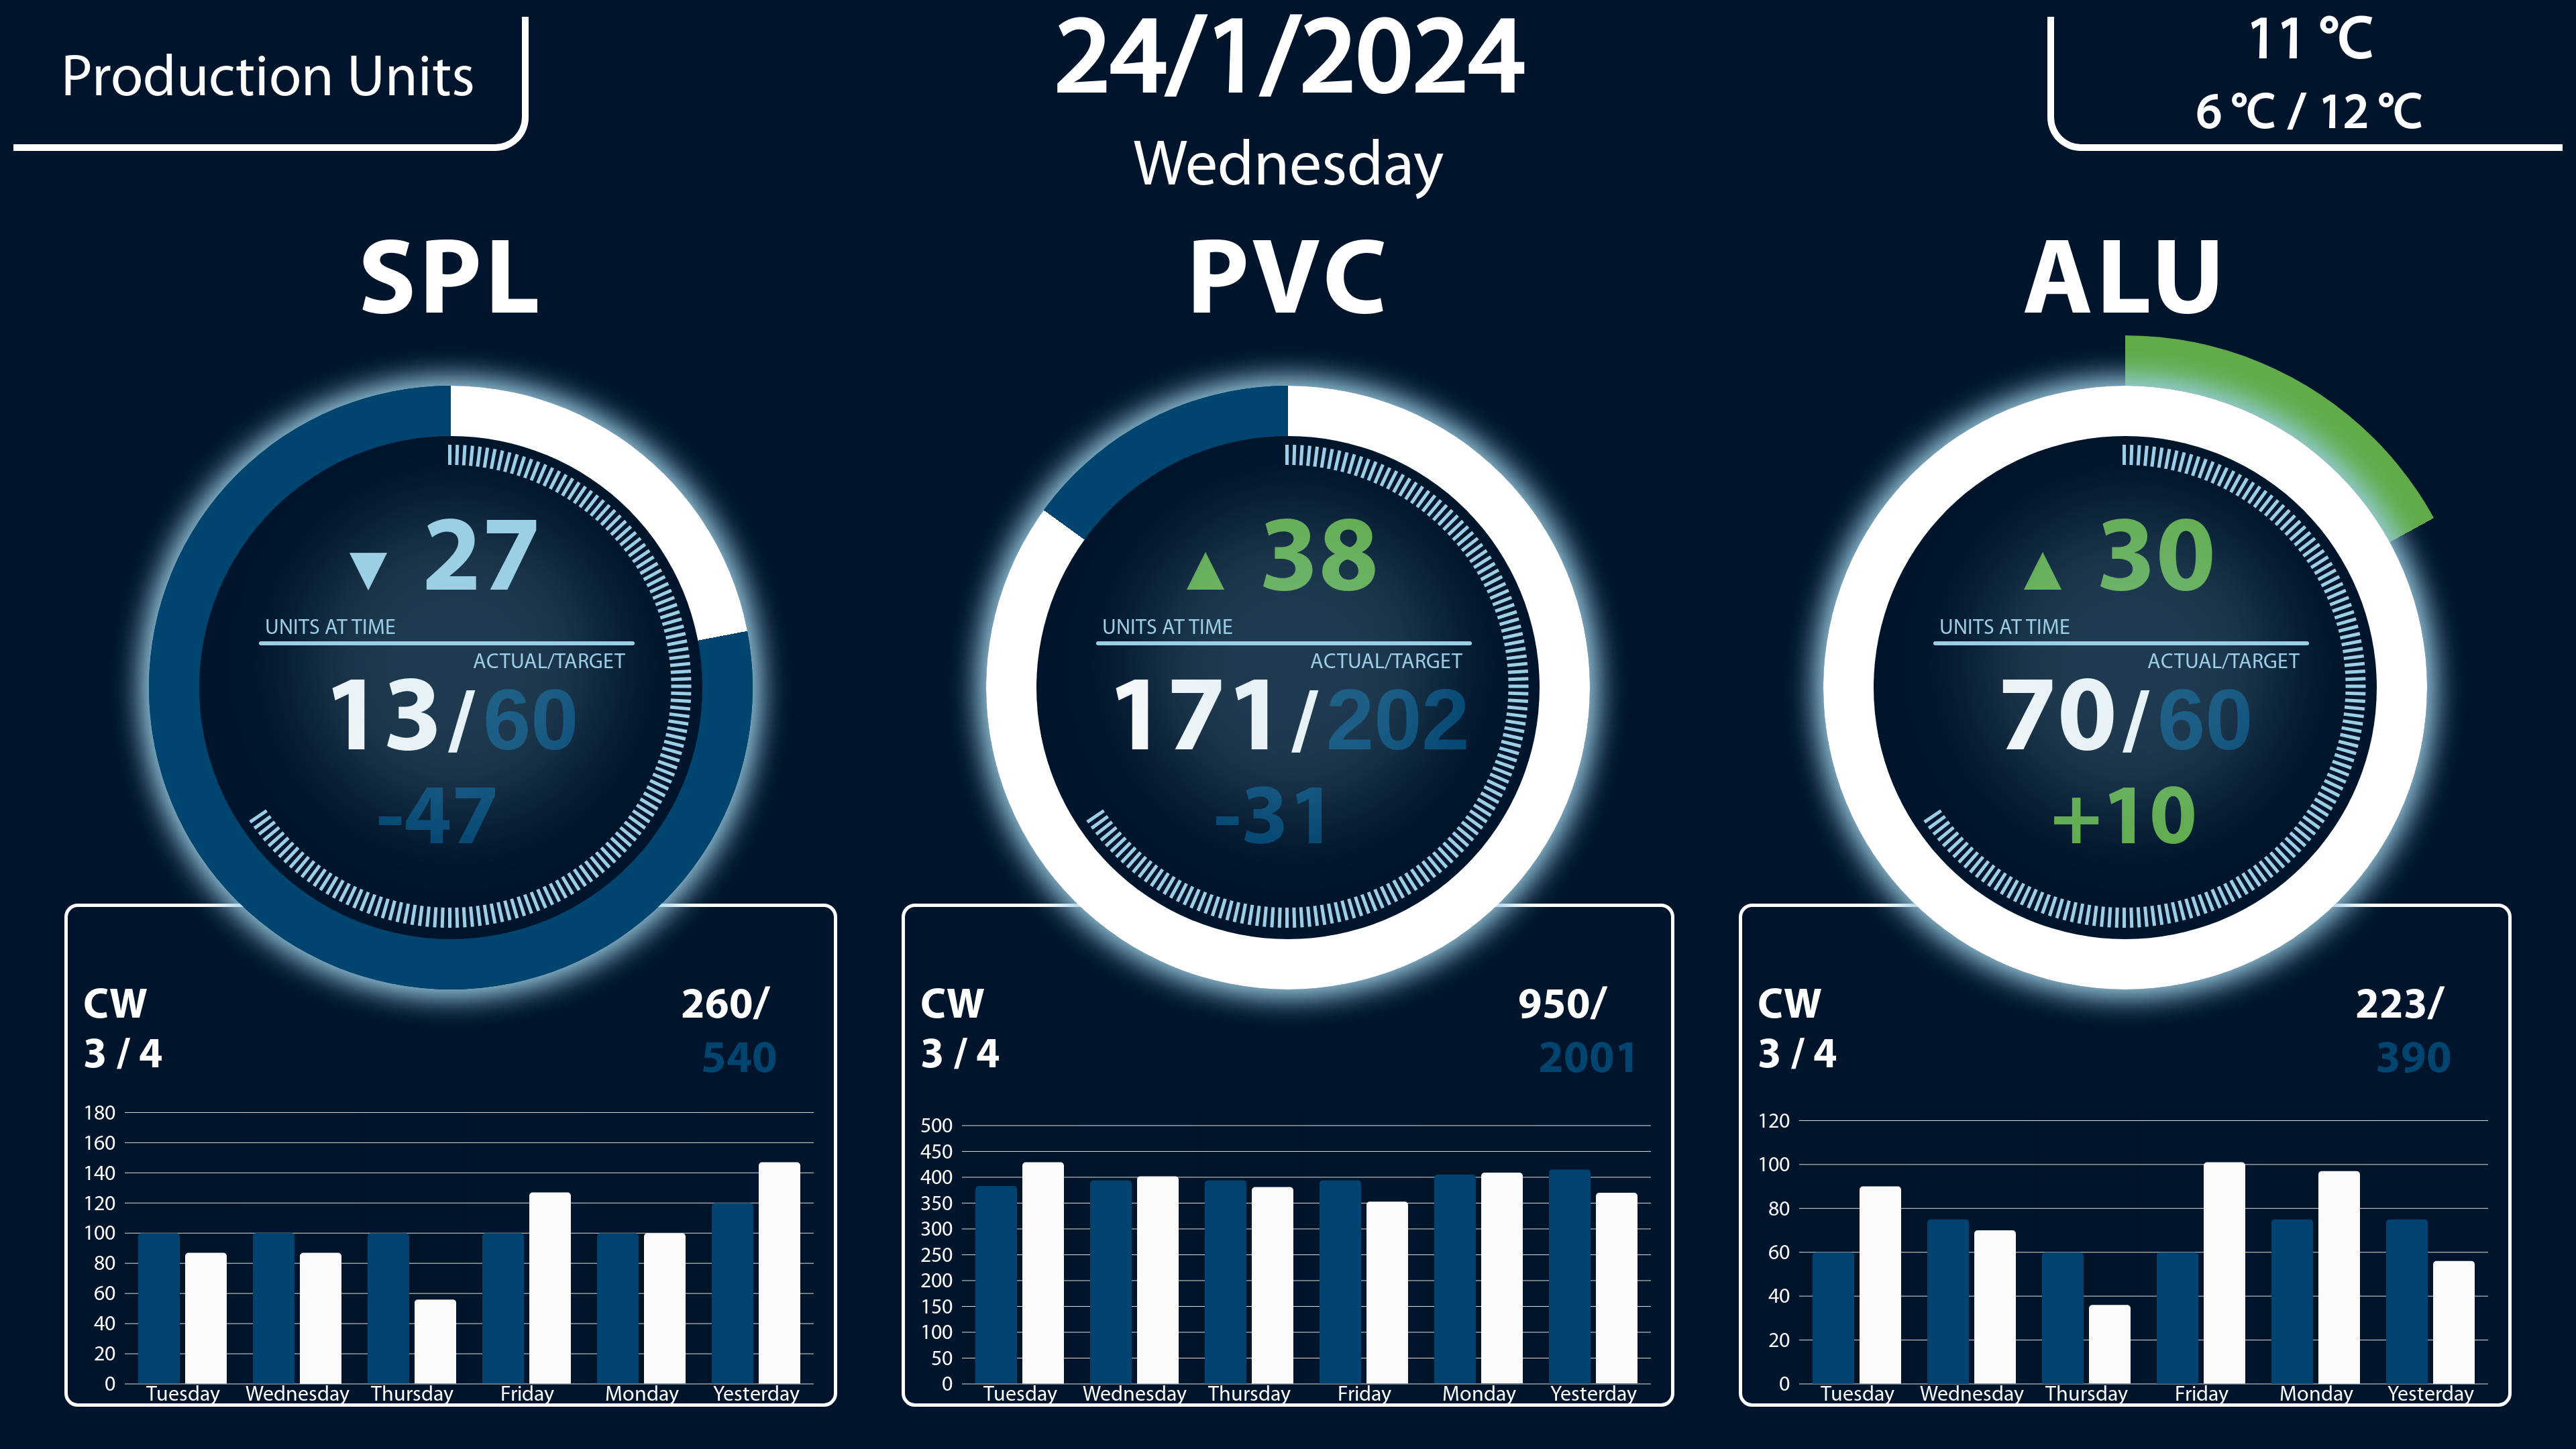 Production Units
24/1/2024
Wednesday
11 °C
6 °C / 12 °C
SPL
▼ 27
UNITS AT TIME
ACTUAL/TARGET
13/60
-47
CW
3 / 4
260/
540
180
160
140
120
100
80
60
40
20
0
Tuesday Wednesday Thursday Friday Monday Yesterday
PVC
▲ 38
UNITS AT TIME
ACTUAL/TARGET
171/202
-31
CW
3 / 4
950/
2001
500
450
400
350
300
250
200
150
100
50
0
Tuesday Wednesday Thursday Friday Monday Yesterday
ALU
▲ 30
UNITS AT TIME
ACTUAL/TARGET
70/60
+10
CW
3 / 4
223/
390
120
100
80
60
40
20
0
Tuesday Wednesday Thursday Friday Monday Yesterday